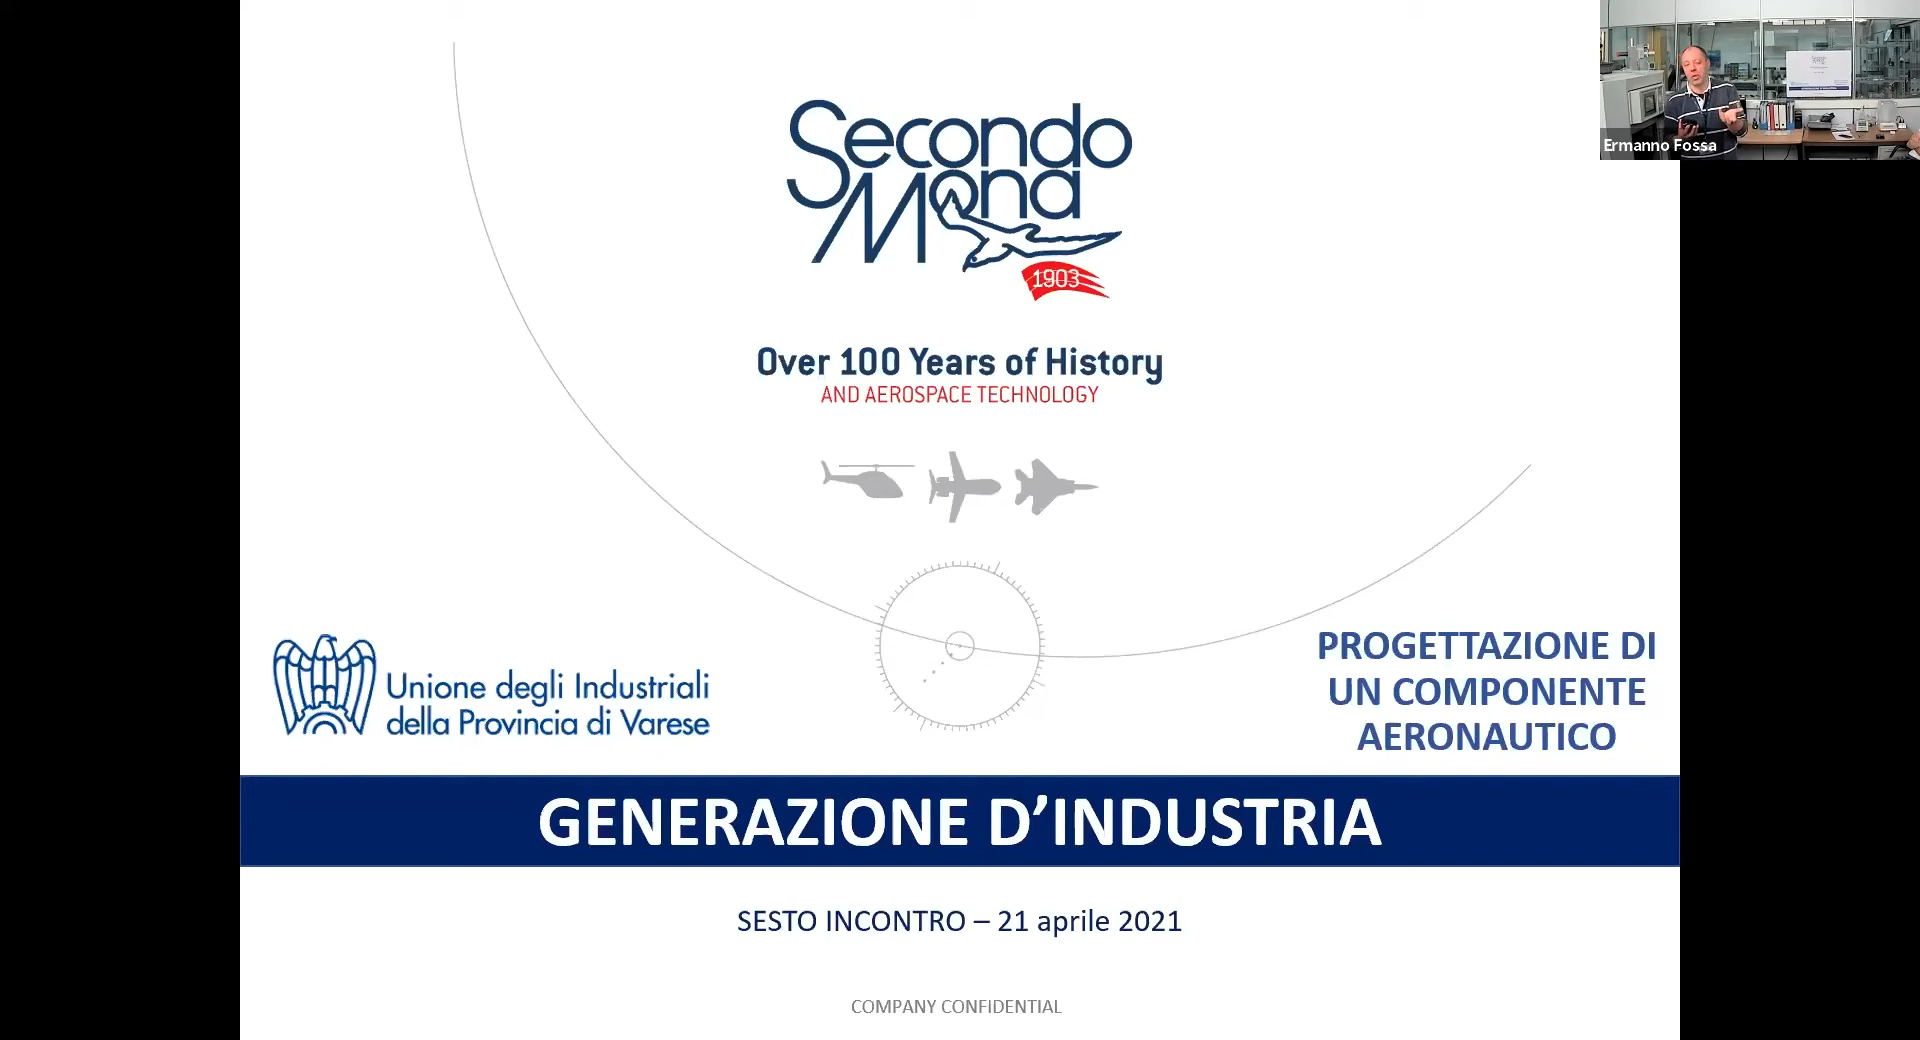 Secondo
Mona
1903
Over 100 Years of History
AND AEROSPACE TECHNOLOGY
Ermanno Fossa
Unione degli Industriali
della Provincia di Varese
PROGETTAZIONE DI
UN COMPONENTE
AERONAUTICO
GENERAZIONE D'INDUSTRIA
SESTO INCONTRO – 21 aprile 2021
COMPANY CONFIDENTIAL